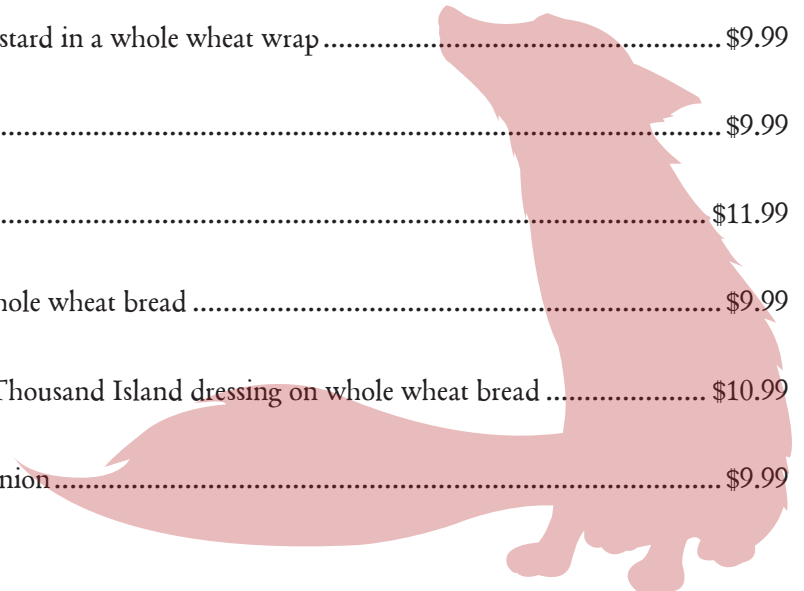 stard in a whole wheat wrap........................................................ $9.99
........................................................................................................ $9.99
...................................................................................................... $11.99
hole wheat bread ............................................................................ $9.99
Thousand Island dressing on whole wheat bread ...................... $10.99
nion ................................................................................................ $9.99